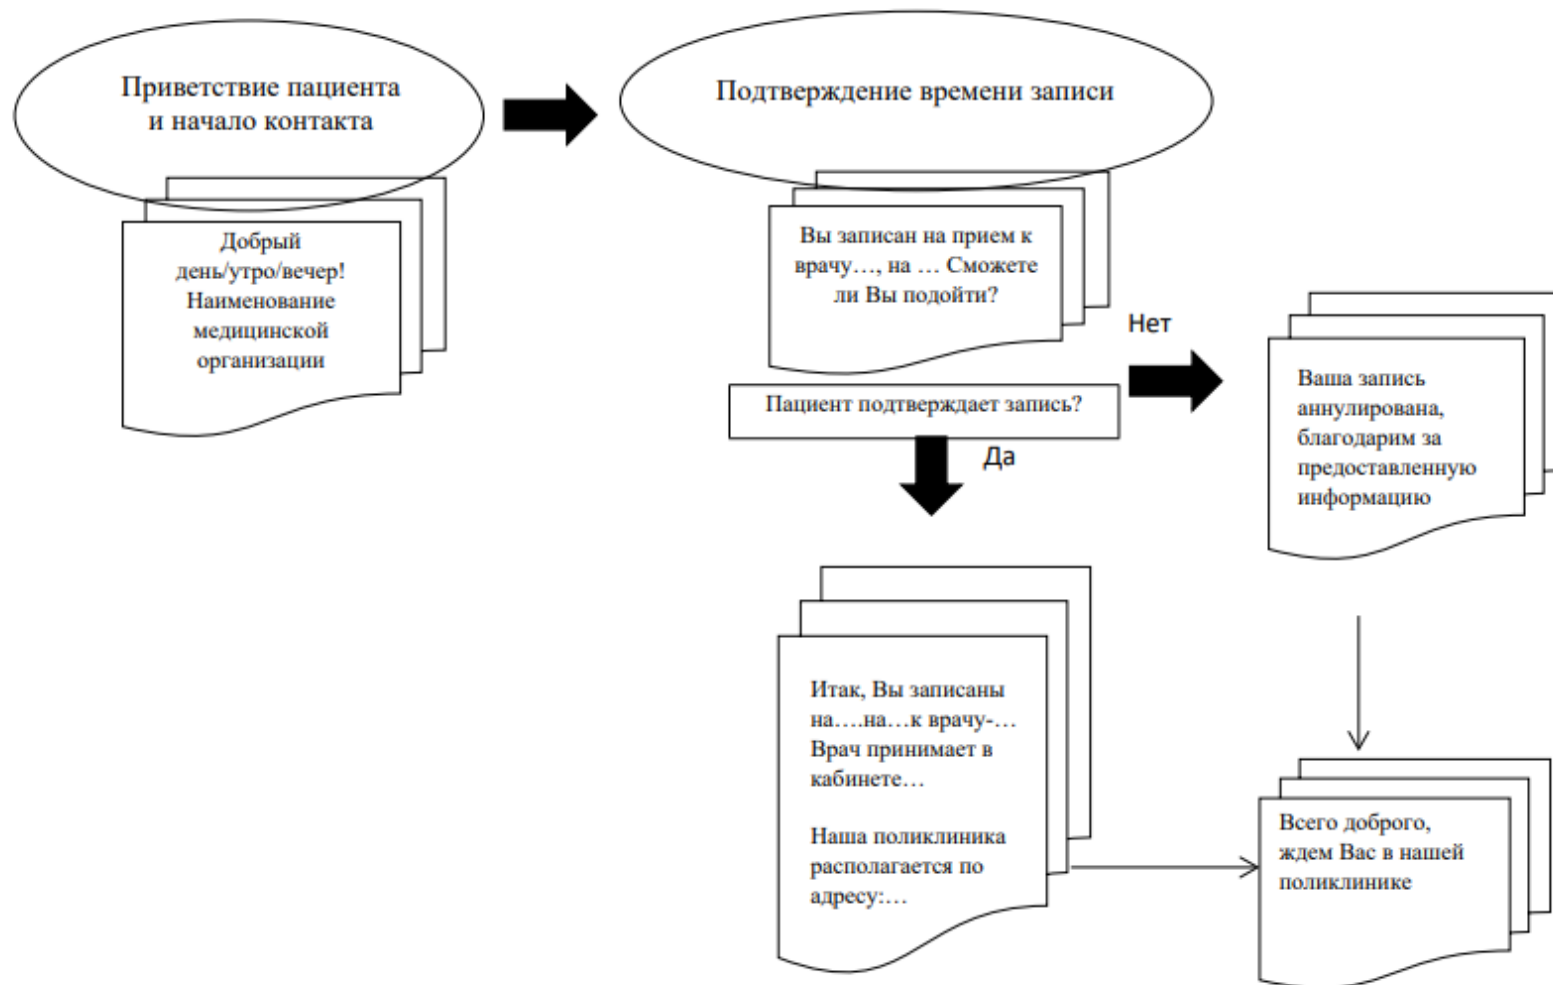 Приветствие пациента
и начало контакта
Подтверждение времени записи
Добрый
день/утро/вечер!
Наименование
медицинской
организации
Вы записан на прием к
врачу…, на … Сможете
ли Вы подойти?
Нет
Пациент подтверждает запись?
Да
Ваша запись
аннулирована,
благодарим за
предоставленную
информацию
Итак, Вы записаны
на….на…к врачу-…
Врач принимает в
кабинете…
Наша поликлиника
располагается по
адресу:…
Всего доброго,
ждем Вас в нашей
поликлинике